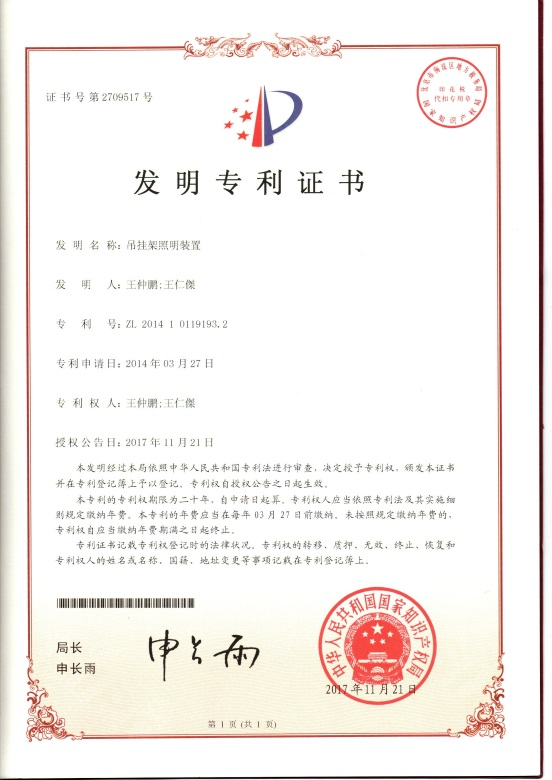 证书号第2709517号
印花税
代扣专用章
国家知识产权局
发明专利证书
发 明 名 称：吊挂架照明装置
发 明 人：王仲鹏;王仁傑
专 利 号：ZL 2014 1 0119193.2
专利申请日：2014年03月27日
专 利 权 人：王仲鹏;王仁傑
授权公告日：2017年11月21日
本发明经过本局依照中华人民共和国专利法进行审查，决定授予专利权，颁发本证书
并在专利登记簿上予以登记。专利权自授权公告之日起生效。
本专利的专利权期限为二十年，自申请日起算。专利权人应当依照专利法及其实施细
则规定缴纳年费。本专利的年费应当在每年03月27日前缴纳。未按照规定缴纳年费的，
专利权自应当缴纳年费期满之日起终止。
专利证书记载专利权登记时的法律状况。专利权的转移、质押、无效、终止、恢复和
专利权人的姓名或名称、国籍、地址变更等事项记载在专利登记簿上。
局长
申长雨
申长雨
中华人民共和国国家知识产权局
2017年11月21日
第 1 页 (共 1 页)